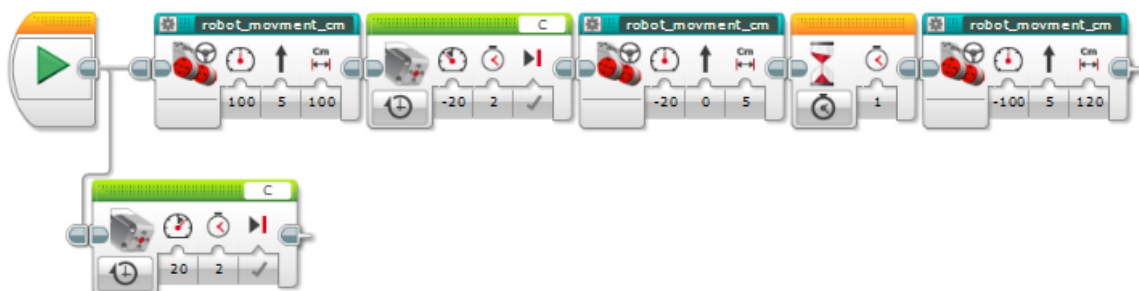 robot_movment_cm C robot_movment_cm robot_movment_cm
Cm Cm Cm
100 5 100 -20 2 -20 0 5 1 -100 5 120
C
20 2